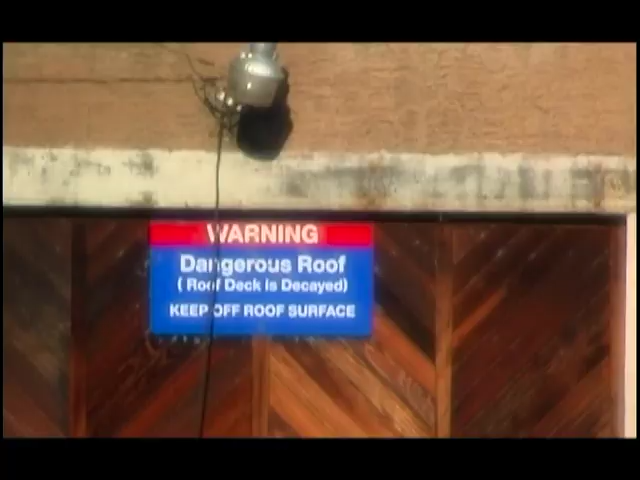 WARNING
Dangerous Roof
( Roof Deck is Decayed)
KEEP OFF ROOF SURFACE